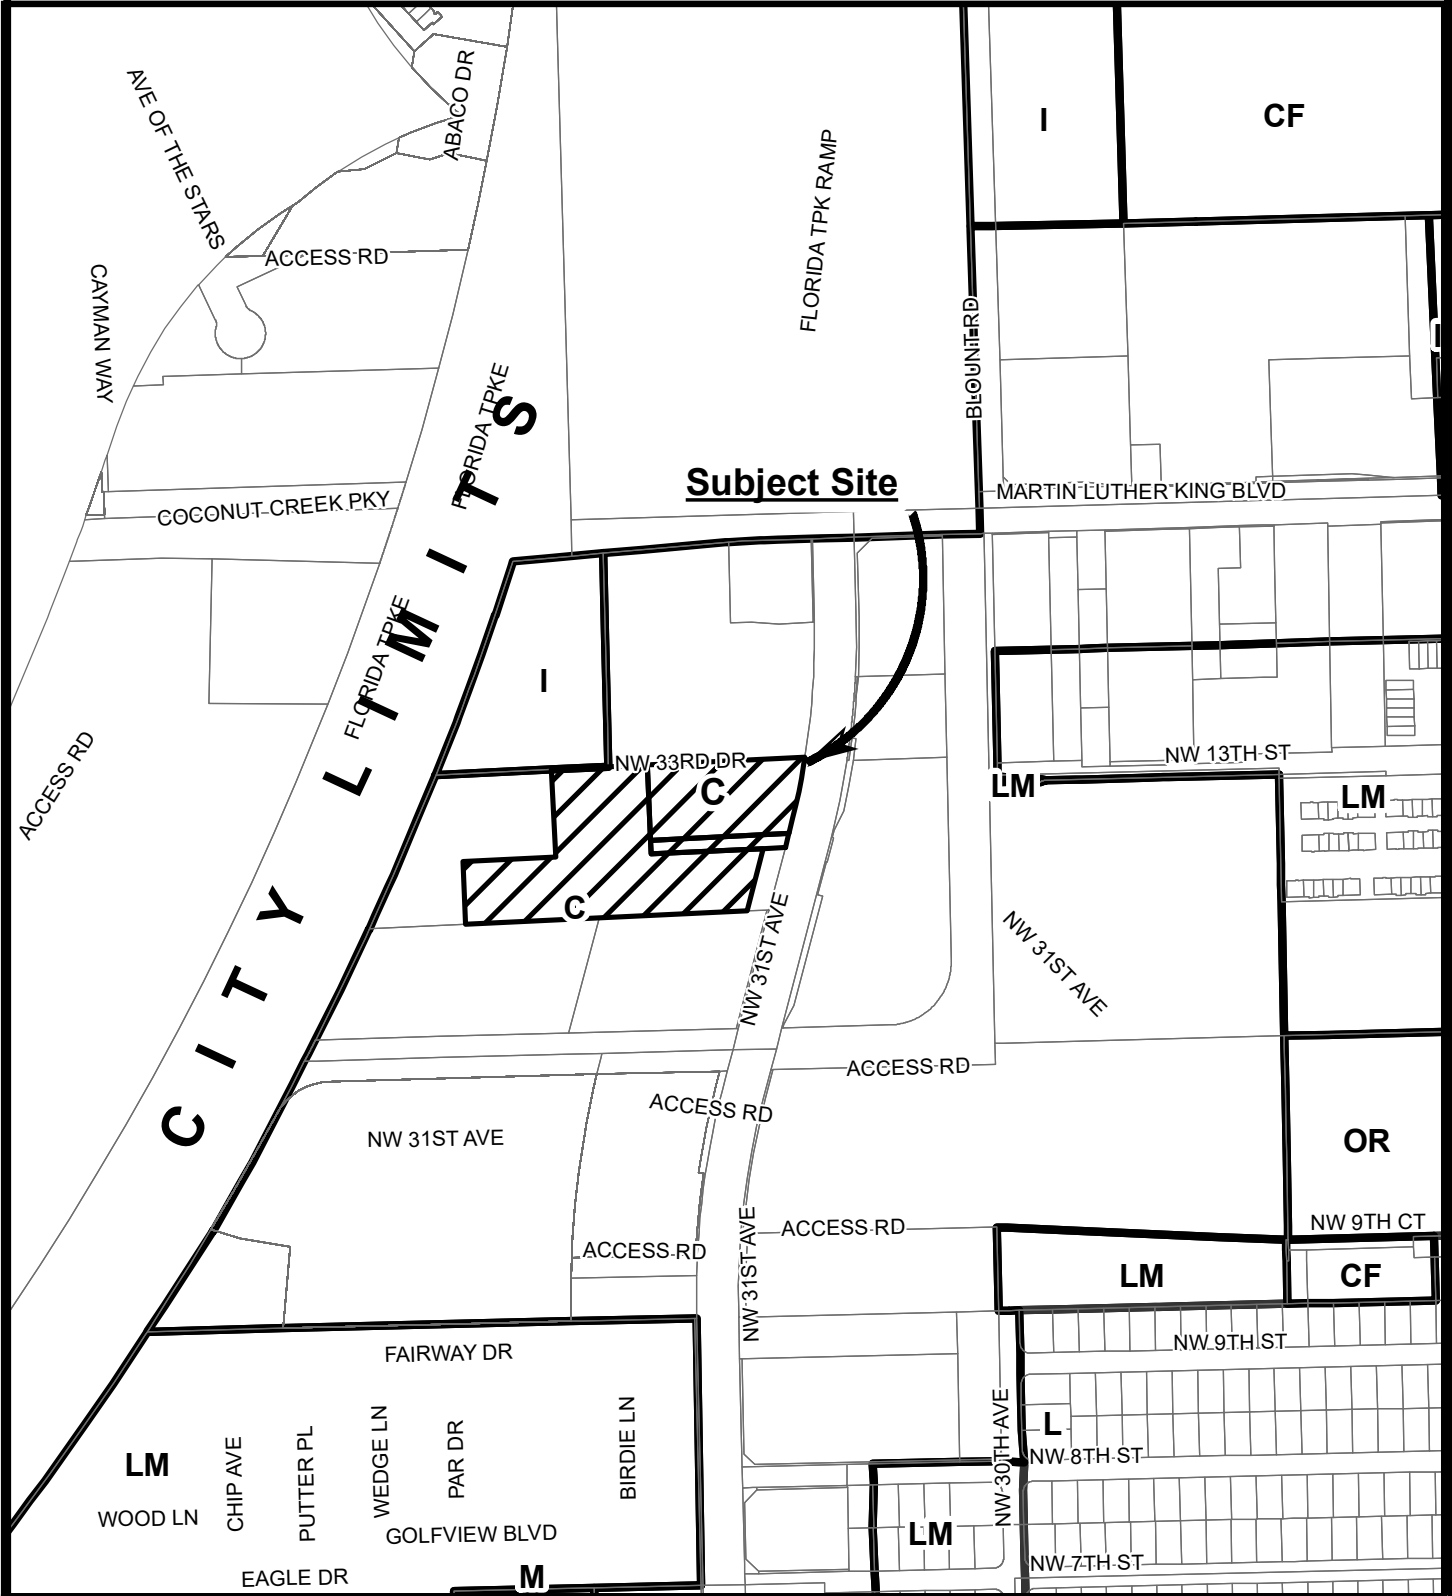 ABACO DR
AVE OF THE STARS
I
CF
FLORIDA TPK RAMP
ACCESS RD
CAYMAN WAY
BLOUNT RD
FLORIDA TPKE
Subject Site
MARTIN LUTHER KING BLVD
COCONUT CREEK PKY
FLORIDA TPKE
CITY LIMITS
I
ACCESS RD
NW 33RD DR
NW 13TH ST
C
LM
LM
C
NW 31ST AVE
NW 31ST AVE
ACCESS RD
ACCESS RD
NW 31ST AVE
OR
NW 9TH CT
ACCESS RD
ACCESS RD
NW 31ST AVE
LM
CF
NW 9TH ST
FAIRWAY DR
BIRDIE LN
PAR DR
WEDGE LN
PUTTER PL
CHIP AVE
LM
NW 30TH AVE
L
NW 8TH ST
WOOD LN
GOLFVIEW BLVD
LM
NW 7TH ST
EAGLE DR
M